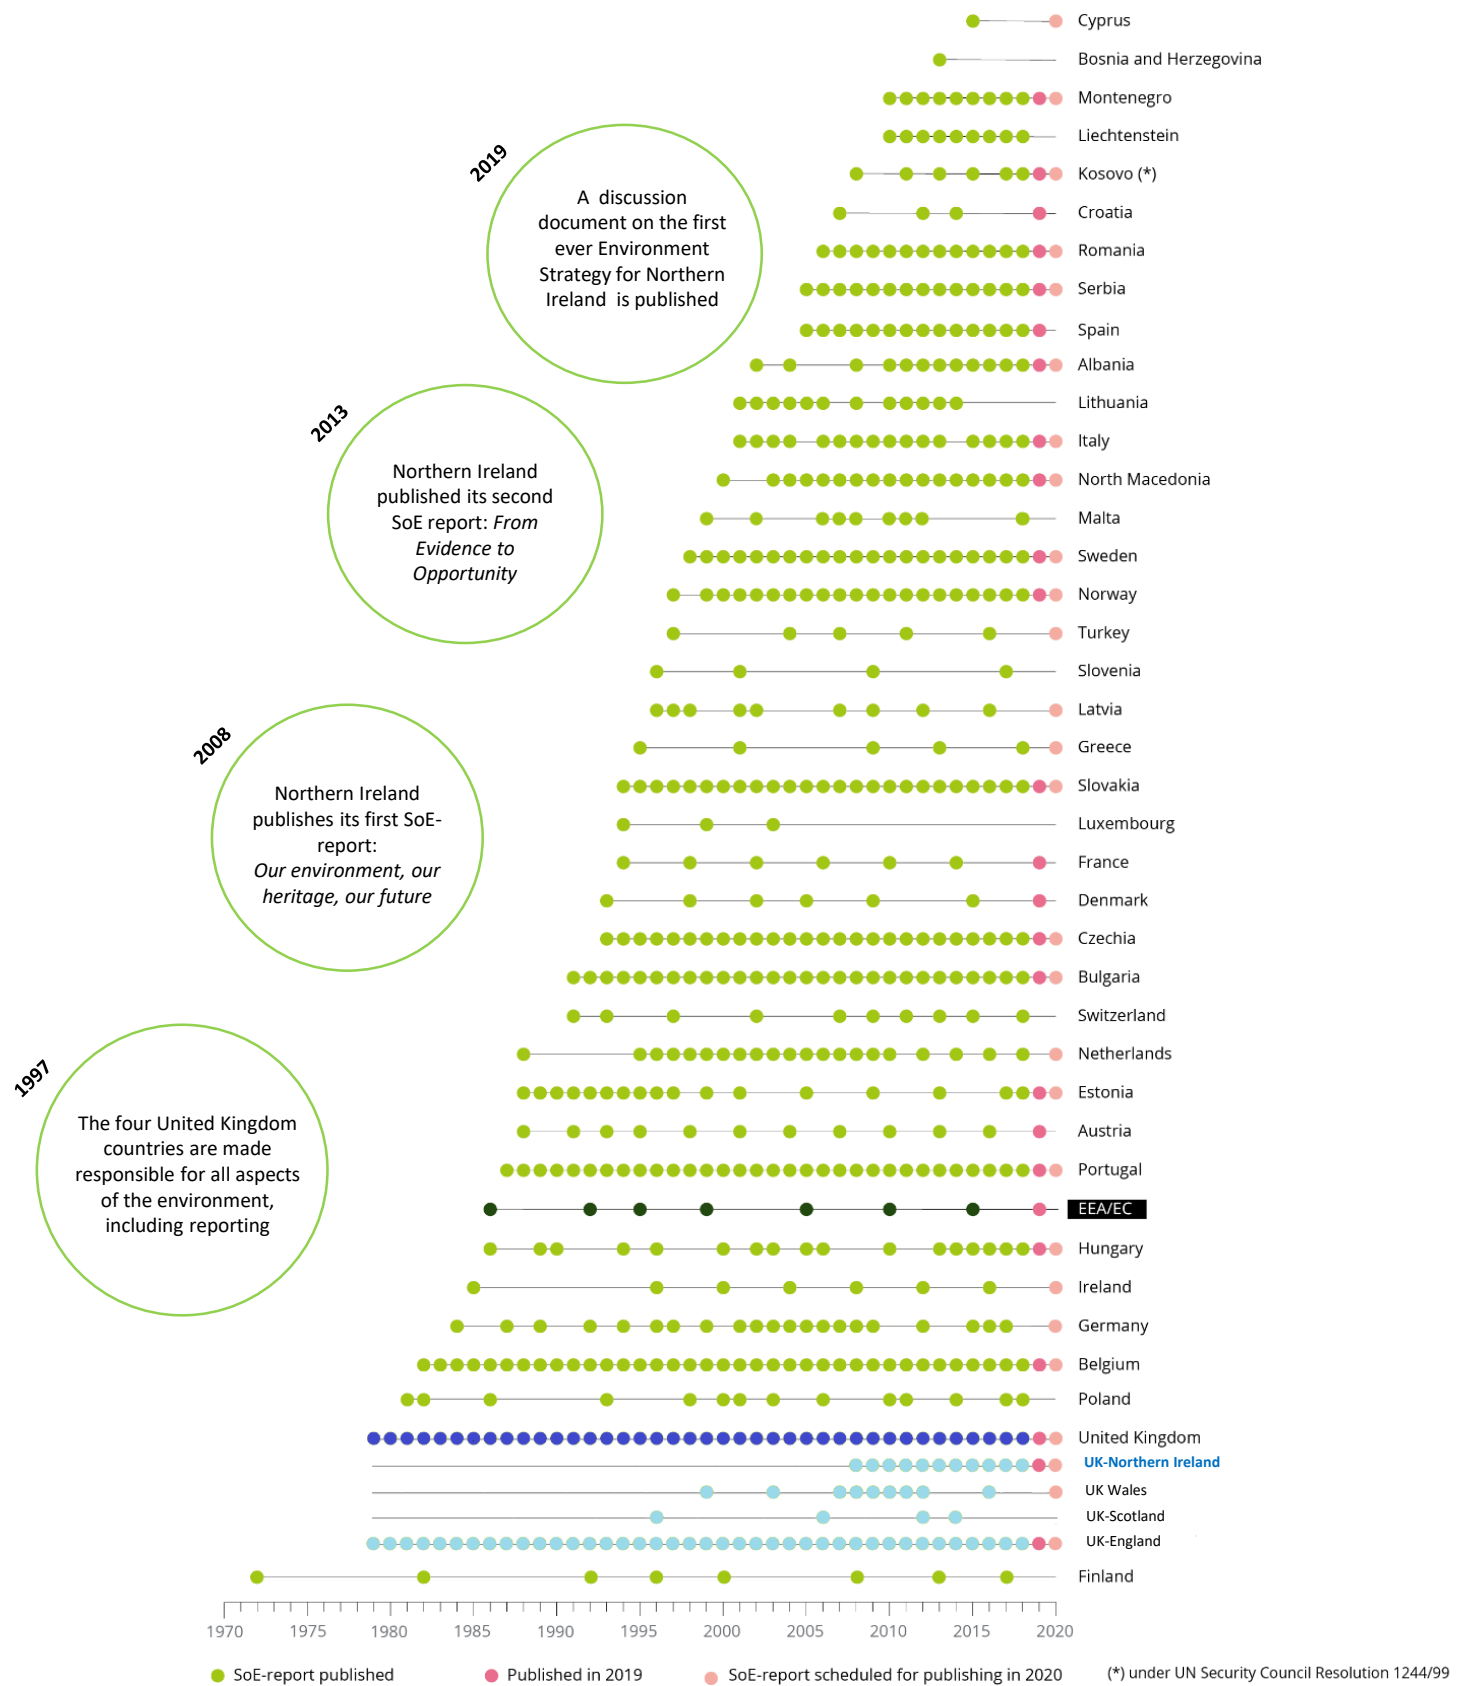 Cyprus
Bosnia and Herzegovina
Montenegro
Liechtenstein
Kosovo (*)
Croatia
Romania
Serbia
Spain
Albania
Lithuania
Italy
North Macedonia
Malta
Sweden
Norway
Turkey
Slovenia
Latvia
Greece
Slovakia
Luxembourg
France
Denmark
Czechia
Bulgaria
Switzerland
Netherlands
Estonia
Austria
Portugal
EEA/EC
Hungary
Ireland
Germany
Belgium
Poland
United Kingdom
UK-Northern Ireland
UK Wales
UK-Scotland
UK-England
Finland
2019
A discussion
document on the first
ever Environment
Strategy for Northern
Ireland is published
2013
Northern Ireland
published its second
SoE report: From
Evidence to
Opportunity
2008
Northern Ireland
publishes its first SoE-
report:
Our environment, our
heritage, our future
1997
The four United Kingdom
countries are made
responsible for all aspects
of the environment,
including reporting
1970 1975 1980 1985 1990 1995 2000 2005 2010 2015 2020
SoE-report published
Published in 2019
SoE-report scheduled for publishing in 2020
(*) under UN Security Council Resolution 1244/99